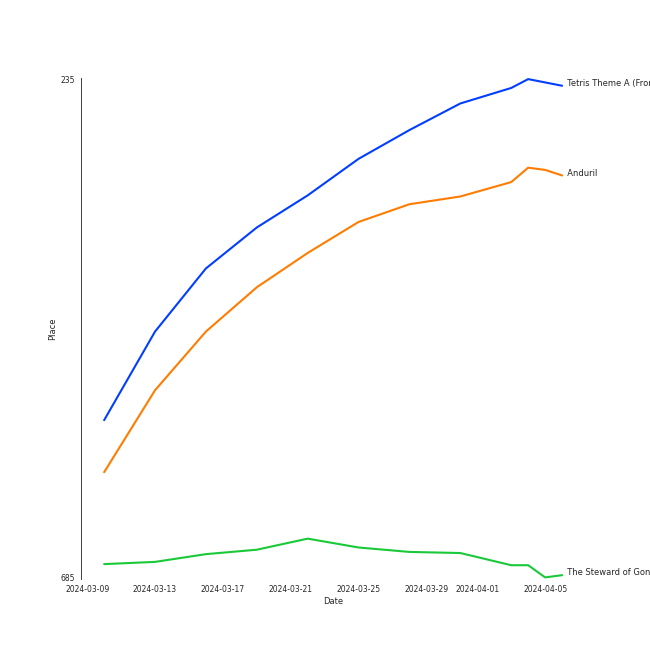 235
Tetris Theme A (From
Anduril
Place
The Steward of Gon
685
2024-03-09 2024-03-13 2024-03-17 2024-03-21 2024-03-25 2024-03-29 2024-04-01 2024-04-05
Date